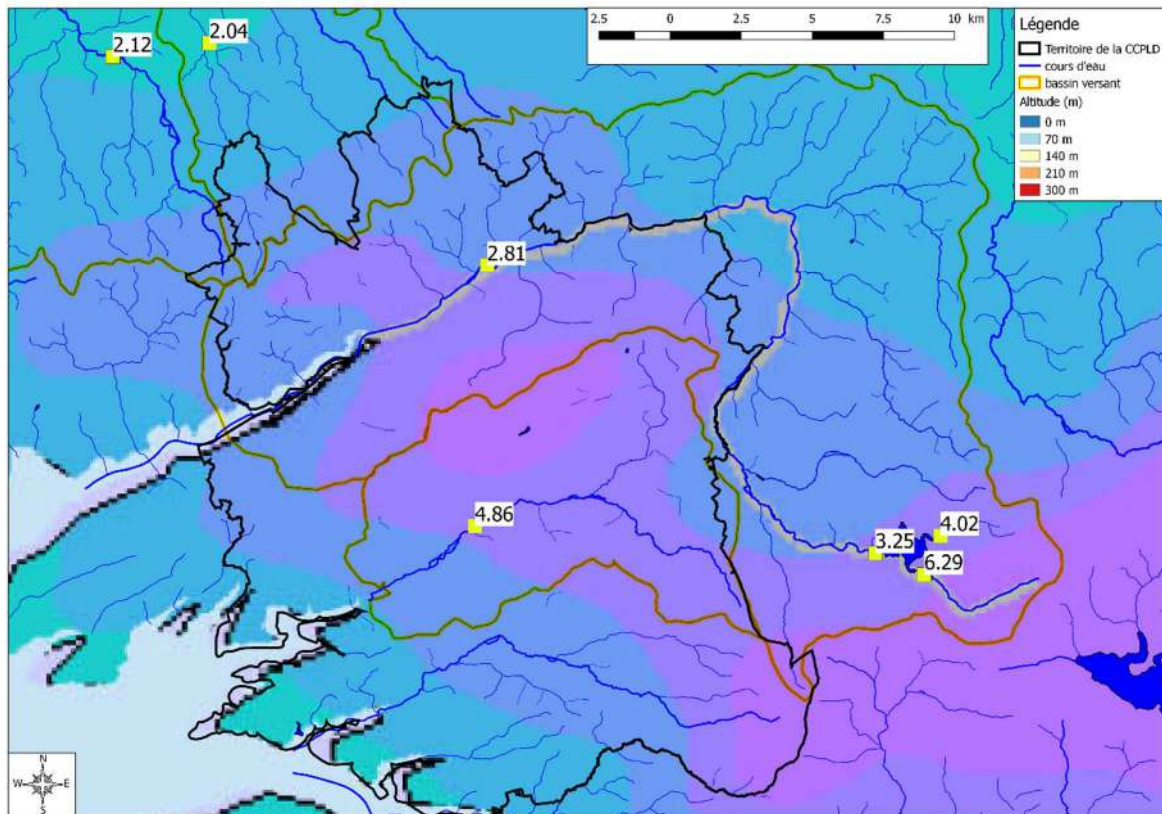 2.5 0 2.5 5 7.5 10 km
Légende
Territoire de la CCPLD
cours d'eau
bassin versant
Altitude (m)
0 m
70 m
140 m
210 m
300 m
2.12
2.04
2.81
4.86
3.25
4.02
6.29
N
W E
S